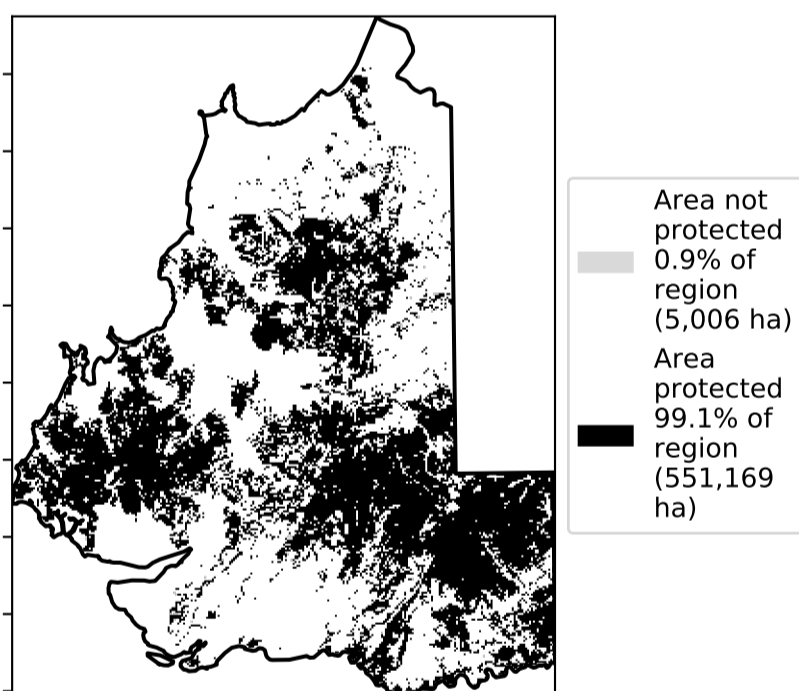 Area not
protected
0.9% of
region
(5,006 ha)
Area
protected
99.1% of
region
(551,169
ha)